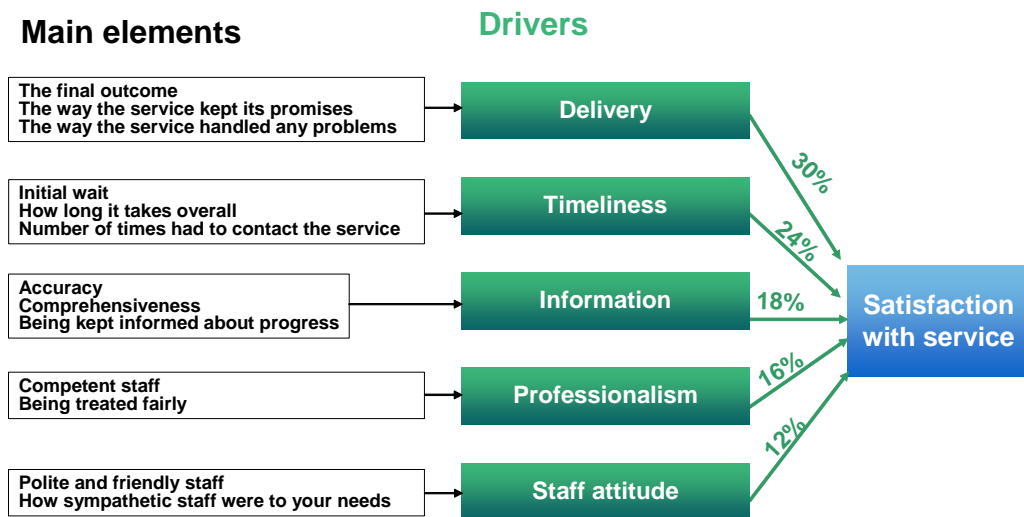 Main elements
Drivers
The final outcome
The way the service kept its promises
The way the service handled any problems
Delivery
30%
Initial wait
How long it takes overall
Number of times had to contact the service
Timeliness
24%
Accuracy
Comprehensiveness
Being kept informed about progress
Information
18%
Satisfaction
with service
Competent staff
Being treated fairly
Professionalism
16%
Polite and friendly staff
How sympathetic staff were to your needs
Staff attitude
12%